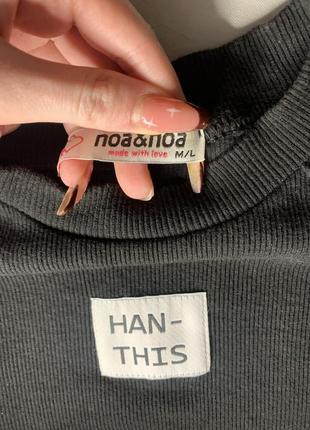 noa&noa
made with love M/L
HAN-
THIS